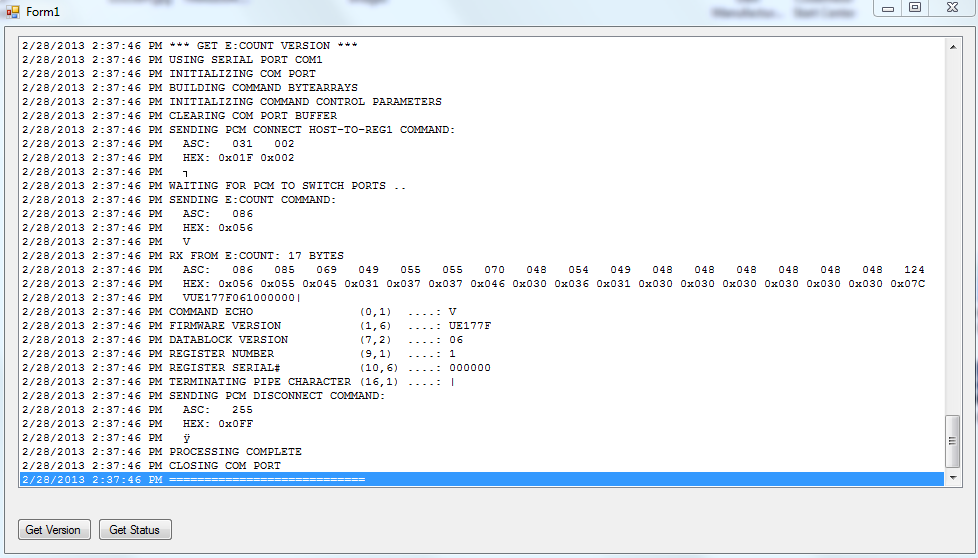 Form1
2/28/2013 2:37:46 PM *** GET E:COUNT VERSION ***
2/28/2013 2:37:46 PM USING SERIAL PORT COM1
2/28/2013 2:37:46 PM INITIALIZING COM PORT
2/28/2013 2:37:46 PM BUILDING COMMAND BYTEARRAYS
2/28/2013 2:37:46 PM INITIALIZING COMMAND CONTROL PARAMETERS
2/28/2013 2:37:46 PM CLEARING COM PORT BUFFER
2/28/2013 2:37:46 PM SENDING PCM CONNECT HOST-TO-REG1 COMMAND:
2/28/2013 2:37:46 PM   ASC:   031   002
2/28/2013 2:37:46 PM   HEX: 0x01F 0x002
2/28/2013 2:37:46 PM   ┐
2/28/2013 2:37:46 PM WAITING FOR PCM TO SWITCH PORTS ..
2/28/2013 2:37:46 PM SENDING E:COUNT COMMAND:
2/28/2013 2:37:46 PM   ASC:   086
2/28/2013 2:37:46 PM   HEX: 0x056
2/28/2013 2:37:46 PM   V
2/28/2013 2:37:46 PM RX FROM E:COUNT: 17 BYTES
2/28/2013 2:37:46 PM   ASC:   086   085   069   049   055   055   070   048   054   049   048   048   048   048   048   048   124
2/28/2013 2:37:46 PM   HEX: 0x056 0x055 0x045 0x031 0x037 0x037 0x046 0x030 0x036 0x031 0x030 0x030 0x030 0x030 0x030 0x030 0x07C
2/28/2013 2:37:46 PM   VUE177F061000000|
2/28/2013 2:37:46 PM COMMAND ECHO               (0,1)  ....: V
2/28/2013 2:37:46 PM FIRMWARE VERSION           (1,6)  ....: UE177F
2/28/2013 2:37:46 PM DATABLOCK VERSION          (7,2)  ....: 06
2/28/2013 2:37:46 PM REGISTER NUMBER            (9,1)  ....: 1
2/28/2013 2:37:46 PM REGISTER SERIAL#           (10,6) ....: 000000
2/28/2013 2:37:46 PM TERMINATING PIPE CHARACTER (16,1) ....: |
2/28/2013 2:37:46 PM SENDING PCM DISCONNECT COMMAND:
2/28/2013 2:37:46 PM   ASC:   255
2/28/2013 2:37:46 PM   HEX: 0x0FF
2/28/2013 2:37:46 PM   ÿ
2/28/2013 2:37:46 PM PROCESSING COMPLETE
2/28/2013 2:37:46 PM CLOSING COM PORT
2/28/2013 2:37:46 PM ============================
Get Version
Get Status